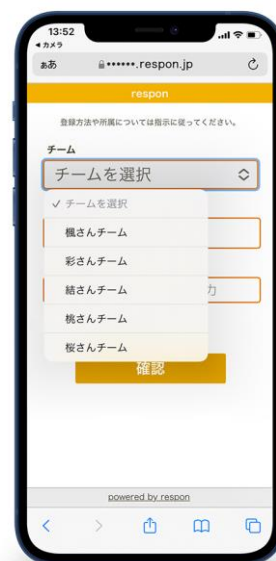 13:52
◀ カメラ
ぁあ
••••••.respon.jp
respon
登録方法や所属については指示に従ってください。
チーム
チームを選択
✓ チームを選択
楓さんチーム
彩さんチーム
結さんチーム
桃さんチーム
桜さんチーム
力
確認
powered by respon